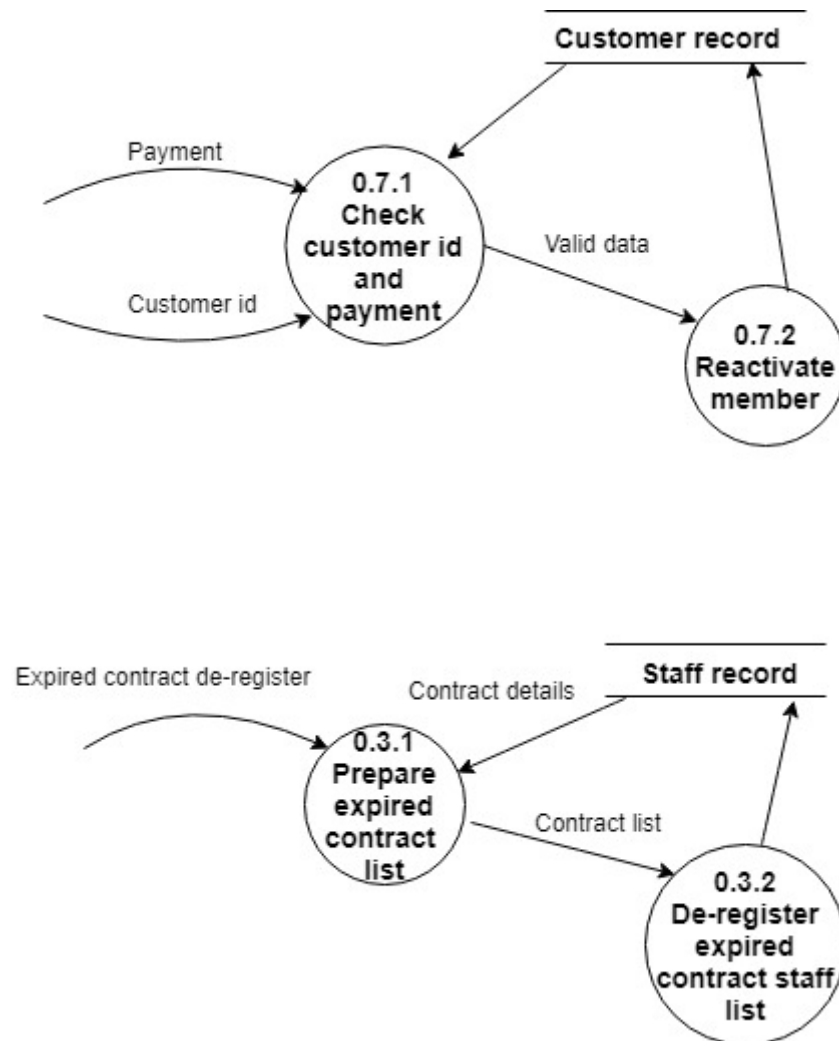 Customer record
Payment
0.7.1
Check
customer id
and
payment
Valid data
Customer id
0.7.2
Reactivate
member
Expired contract de-register
Staff record
Contract details
0.3.1
Prepare
expired
contract
list
Contract list
0.3.2
De-register
expired
contract staff
list